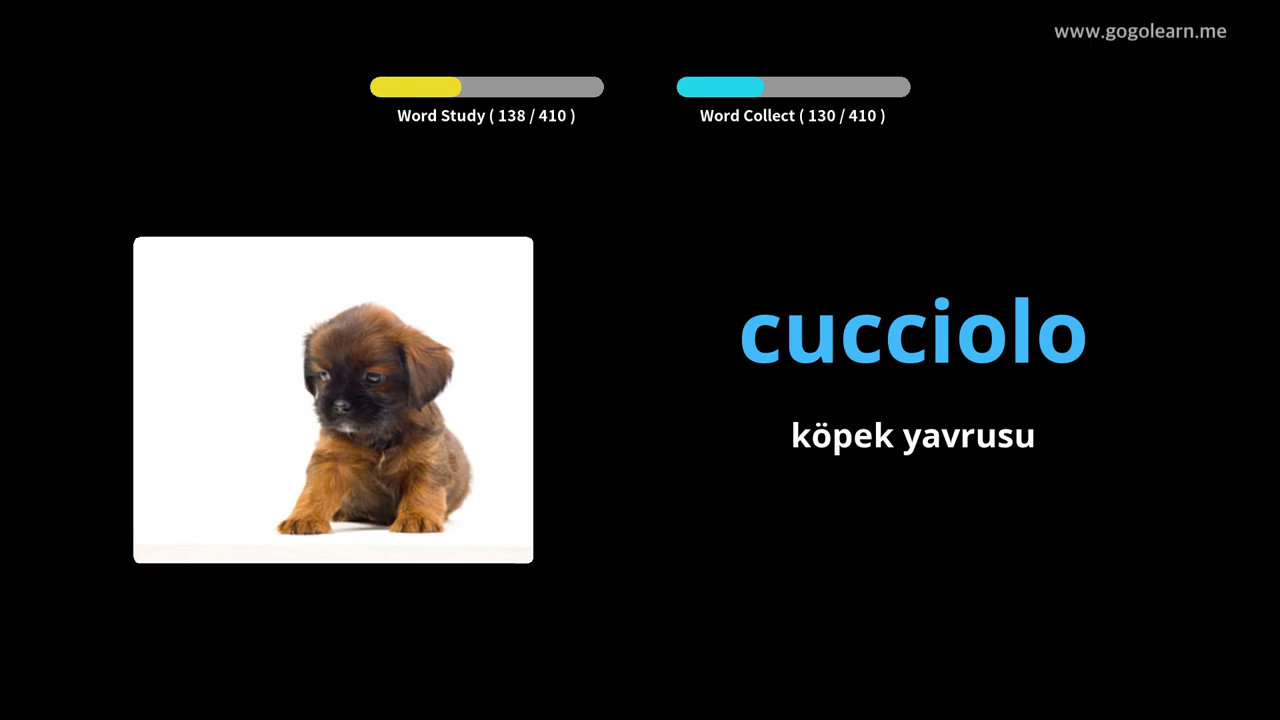 www.gogolearn.me
Word Study ( 138 / 410 )
Word Collect ( 130 / 410 )
cucciolo
köpek yavrusu